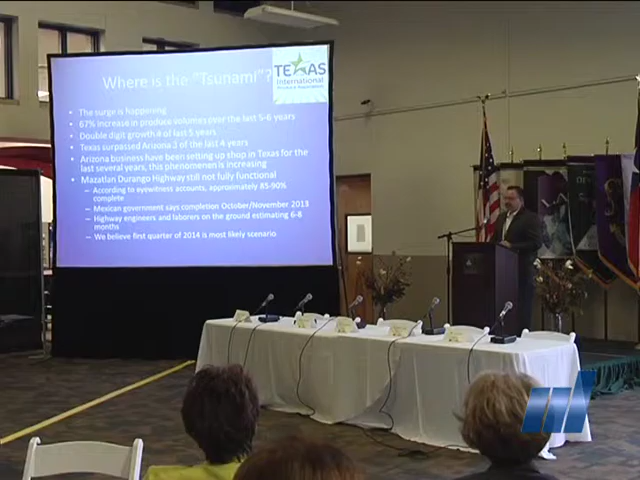 Where is the "Tsunami"?
TEXAS
International
Produce Association
• The surge is happening
• 67% increase in produce volumes over the last 5-6 years
• Double digit growth 4 of last 5 years
• Texas surpassed Arizona 3 of the last 4 years
• Arizona business have been setting up shop in Texas for the
last several years, this phenomenon is increasing
• Mazatlan Durango Highway still not fully functional
– According to eyewitness accounts, approximately 85-90%
complete
– Mexican government says completion October/November 2013
– Highway engineers and laborers on the ground estimating 6-8
months
– We believe first quarter of 2014 is most likely scenario